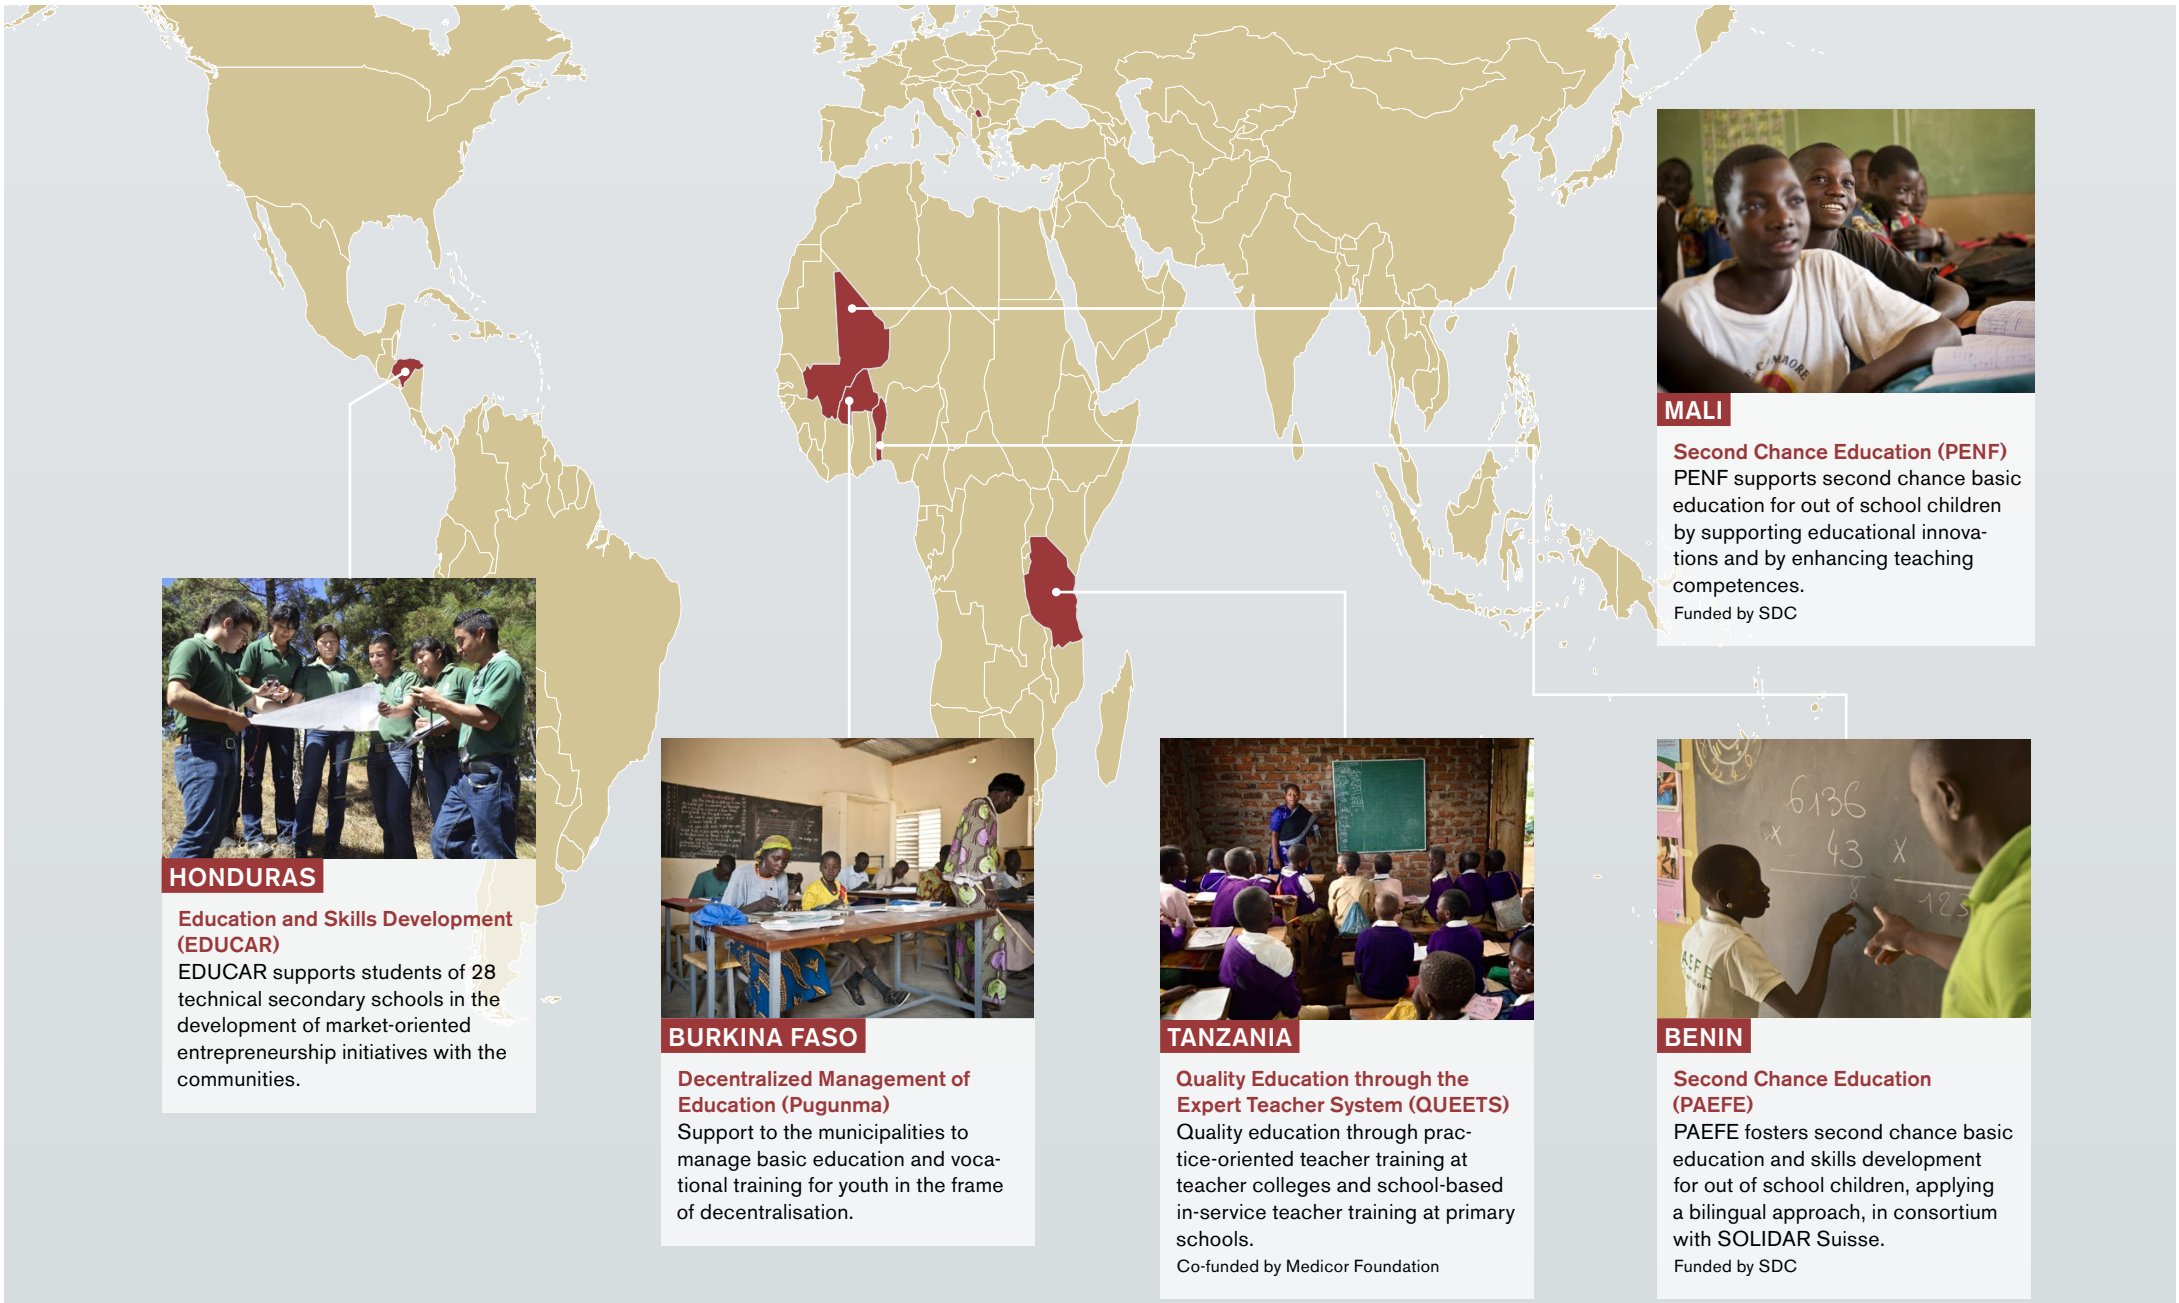 MALI
Second Chance Education (PENF)
PENF supports second chance basic
education for out of school children
by supporting educational innova-
tions and by enhancing teaching
competences.
Funded by SDC
HONDURAS
Education and Skills Development
(EDUCAR)
EDUCAR supports students of 28
technical secondary schools in the
development of market-oriented
entrepreneurship initiatives with the
communities.
BURKINA FASO
Decentralized Management of
Education (Pugunma)
Support to the municipalities to
manage basic education and voca-
tional training for youth in the frame
of decentralisation.
TANZANIA
Quality Education through the
Expert Teacher System (QUEETS)
Quality education through prac-
tice-oriented teacher training at
teacher colleges and school-based
in-service teacher training at primary
schools.
Co-funded by Medicor Foundation
6136
x 43 x
8
123
BENIN
Second Chance Education
(PAEFE)
PAEFE fosters second chance basic
education and skills development
for out of school children, applying
a bilingual approach, in consortium
with SOLIDAR Suisse.
Funded by SDC